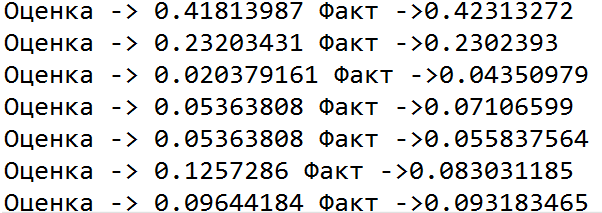 Оценка -> 0.41813987 Факт ->0.42313272
Оценка -> 0.23203431 Факт ->0.2302393
Оценка -> 0.020379161 Факт ->0.04350979
Оценка -> 0.05363808 Факт ->0.07106599
Оценка -> 0.05363808 Факт ->0.055837564
Оценка -> 0.1257286 Факт ->0.083031185
Оценка -> 0.09644184 Факт ->0.093183465